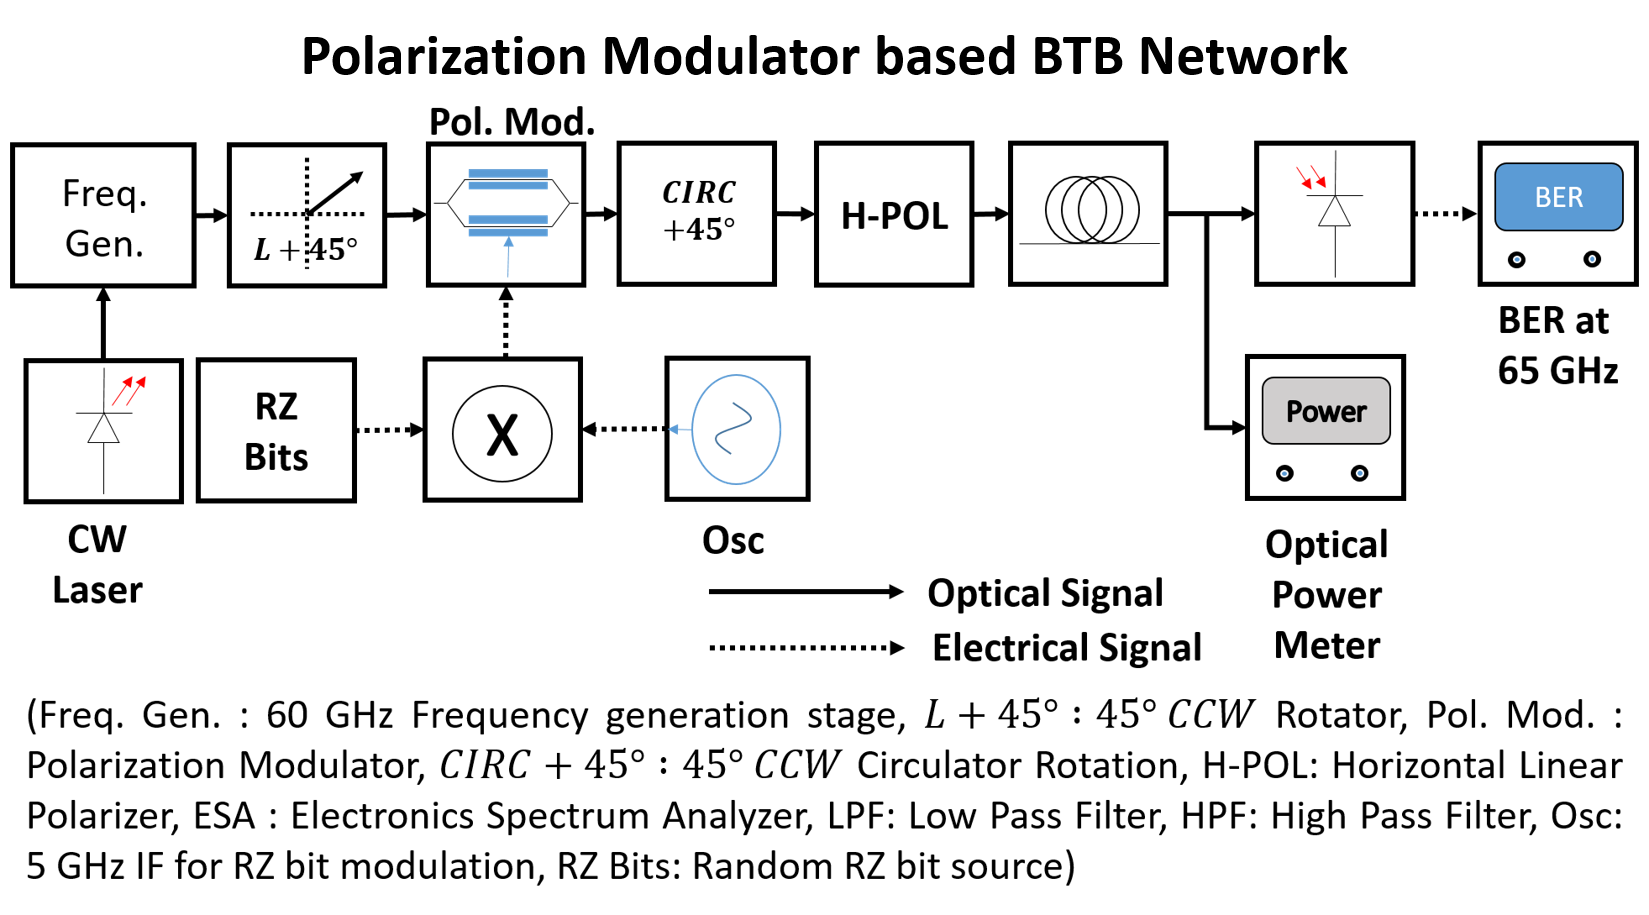 Polarization Modulator based BTB Network
Pol. Mod.
Freq.
Gen.
L + 45°
CIRC
+45°
H-POL
BER
BER at
65 GHz
RZ
Bits
X
Power
CW
Laser
Osc
Optical
Power
Meter
Optical Signal
Electrical Signal
(Freq. Gen. : 60 GHz Frequency generation stage, L + 45° : 45° CCW Rotator, Pol. Mod. :
Polarization Modulator, CIRC + 45° : 45° CCW Circulator Rotation, H-POL: Horizontal Linear
Polarizer, ESA : Electronics Spectrum Analyzer, LPF: Low Pass Filter, HPF: High Pass Filter, Osc:
5 GHz IF for RZ bit modulation, RZ Bits: Random RZ bit source)